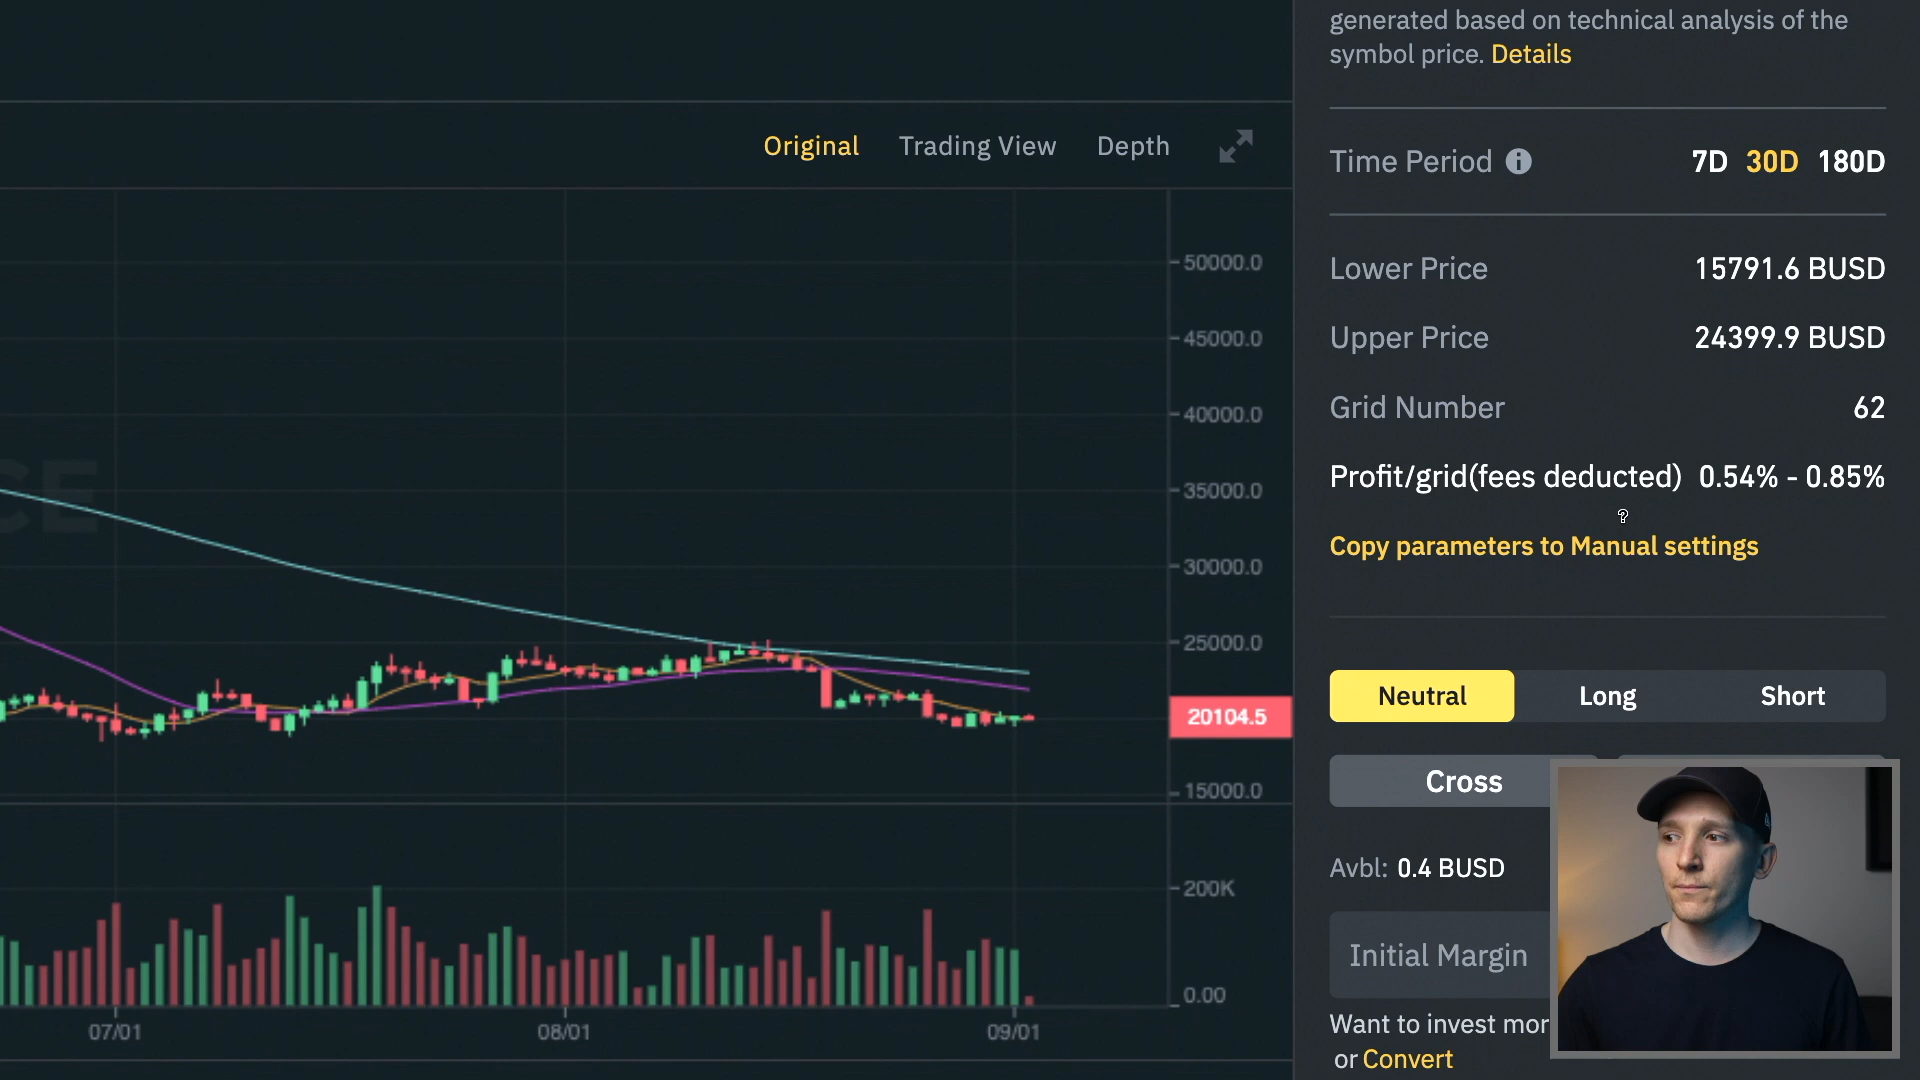 generated based on technical analysis of the
symbol price. Details
Original Trading View Depth
Time Period 7D 30D 180D
Lower Price 15791.6 BUSD
Upper Price 24399.9 BUSD
Grid Number 62
Profit/grid(fees deducted) 0.54% - 0.85%
Copy parameters to Manual settings
Neutral Long Short
Cross
Avbl: 0.4 BUSD
Initial Margin
Want to invest mor
or Convert
50000.0
45000.0
40000.0
35000.0
30000.0
25000.0
20104.5
15000.0
200K
0.00
07/01 08/01 09/01
CE